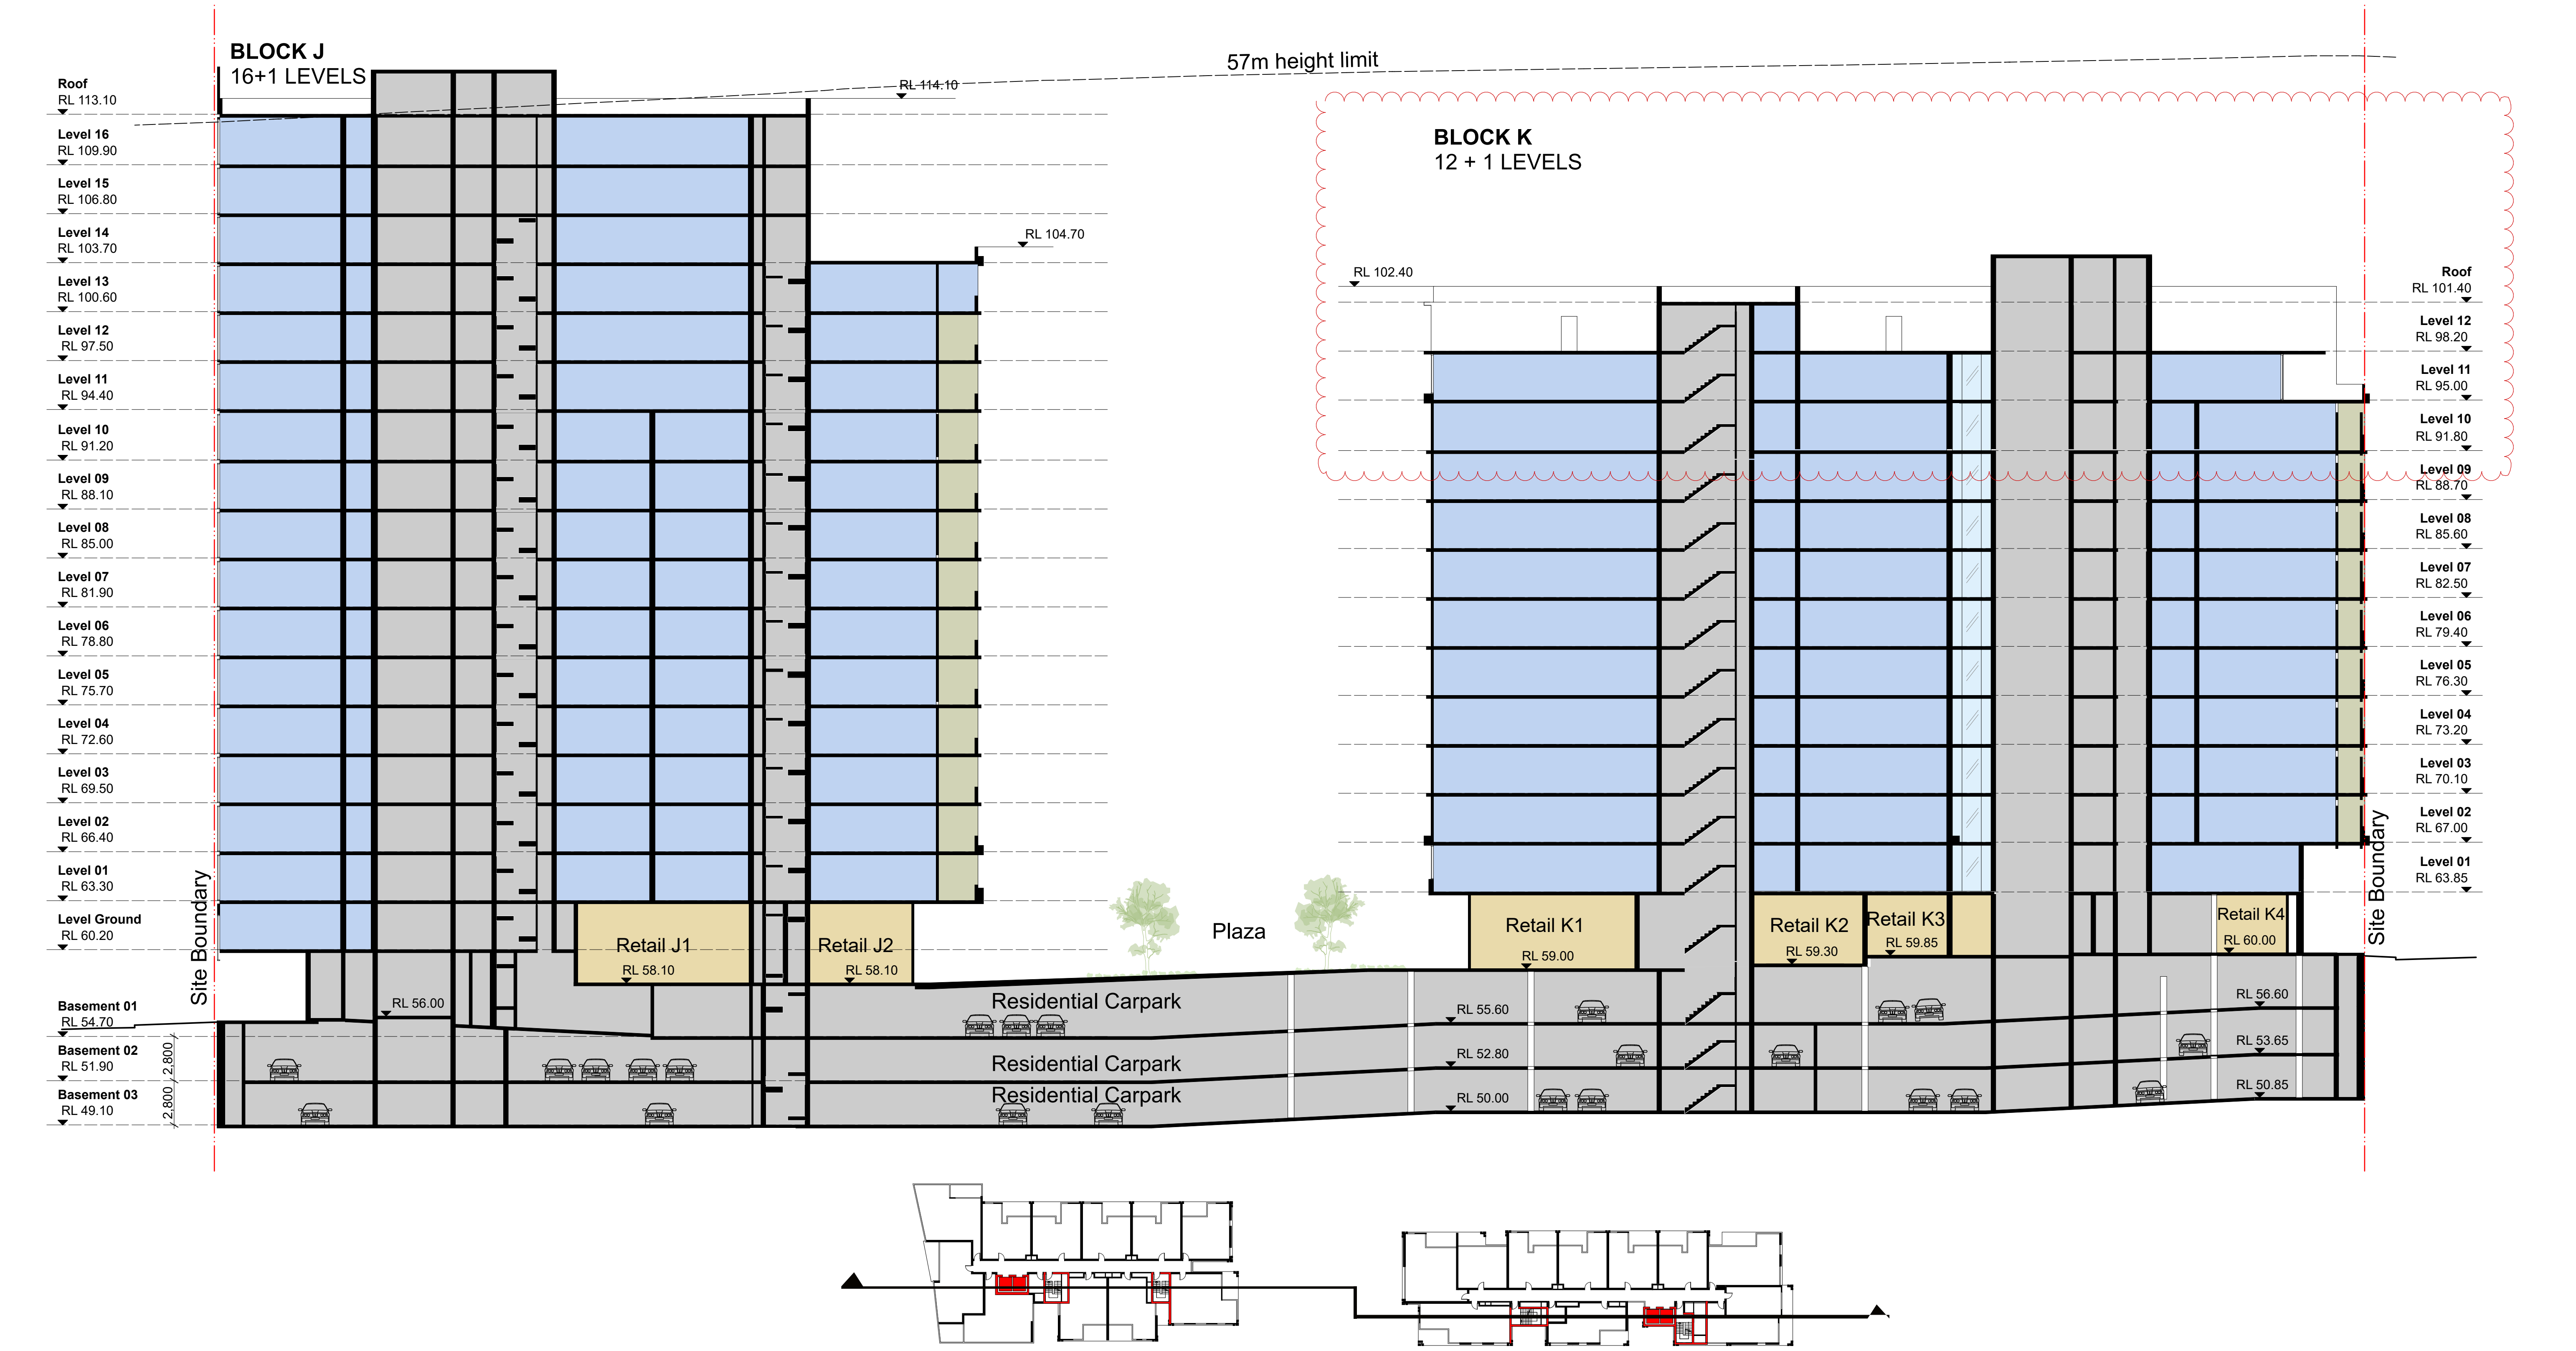 BLOCK J
16+1 LEVELS
57m height limit
RL 114.10
BLOCK K
12 + 1 LEVELS
Roof
RL 113.10
Level 16
RL 109.90
Level 15
RL 106.80
Level 14
RL 103.70
Level 13
RL 100.60
Level 12
RL 97.50
Level 11
RL 94.40
Level 10
RL 91.20
Level 09
RL 88.10
Level 08
RL 85.00
Level 07
RL 81.90
Level 06
RL 78.80
Level 05
RL 75.70
Level 04
RL 72.60
Level 03
RL 69.50
Level 02
RL 66.40
Level 01
RL 63.30
Level Ground
RL 60.20
Basement 01
RL 54.70
Basement 02
RL 51.90
Basement 03
RL 49.10
2,800
2,800
Site Boundary
RL 104.70
RL 102.40
Retail J1
RL 58.10
Retail J2
RL 58.10
RL 56.00
Plaza
Residential Carpark
Residential Carpark
Residential Carpark
Retail K1
RL 59.00
Retail K2
RL 59.30
Retail K3
RL 59.85
Retail K4
RL 60.00
RL 55.60
RL 52.80
RL 50.00
RL 56.60
RL 53.65
RL 50.85
Roof
RL 101.40
Level 12
RL 98.20
Level 11
RL 95.00
Level 10
RL 91.80
Level 09
RL 88.70
Level 08
RL 85.60
Level 07
RL 82.50
Level 06
RL 79.40
Level 05
RL 76.30
Level 04
RL 73.20
Level 03
RL 70.10
Level 02
RL 67.00
Level 01
RL 63.85
Site Boundary